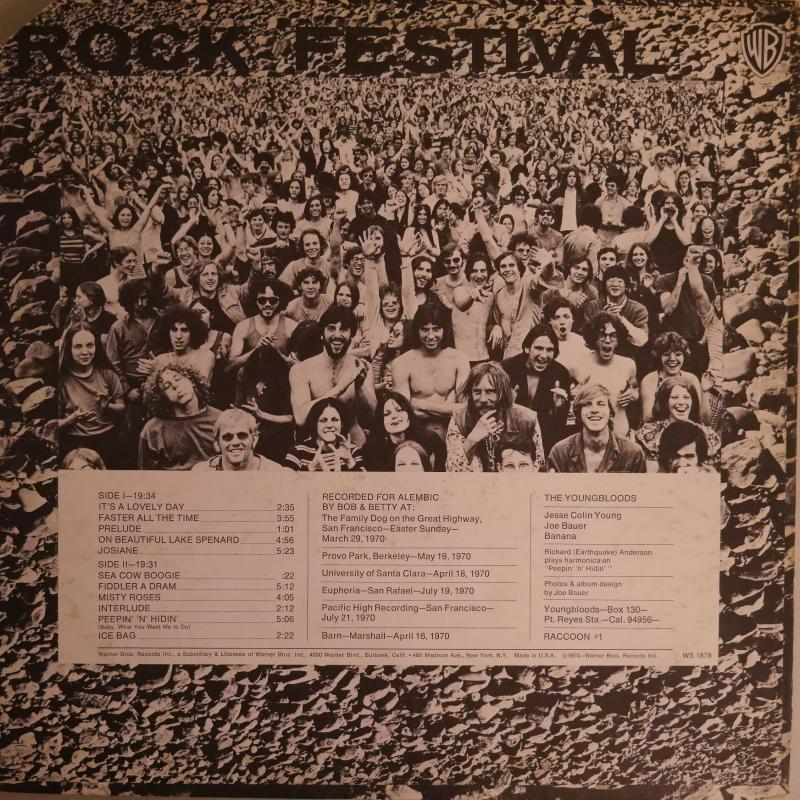 ROCK FESTIVAL
WB
SIDE I—19:34
IT'S A LOVELY DAY 2:35
FASTER ALL THE TIME 3:55
PRELUDE 1:01
ON BEAUTIFUL LAKE SPENARD 4:56
JOSIANE 5:23
SIDE II—19:31
SEA COW BOOGIE :22
FIDDLER A DRAM 5:12
MISTY ROSES 4:05
INTERLUDE 2:12
PEEPIN' 'N' HIDIN' 5:06
(Baby, What You Want Me to Do)
ICE BAG 2:22
RECORDED FOR ALEMBIC
BY BOB & BETTY AT:
The Family Dog on the Great Highway,
San Francisco—Easter Sunday—
March 29, 1970
Provo Park, Berkeley—May 19, 1970
University of Santa Clara—April 18, 1970
Euphoria—San Rafael—July 19, 1970
Pacific High Recording—San Francisco—
July 21, 1970
Barn—Marshall—April 16, 1970
THE YOUNGBLOODS
Jesse Colin Young
Joe Bauer
Banana
Richard (Earthquake) Anderson
plays harmonica on
"Peepin' 'n' Hidin' "
Photos & album design
by Joe Bauer
Youngbloods—Box 130—
Pt. Reyes Sta.—Cal. 94956—
RACCOON #1
Warner Bros. Records Inc., a Subsidiary & Licensee of Warner Bros. Inc., 4000 Warner Blvd., Burbank, Calif. • 488 Madison Ave., New York, N.Y. Made in U.S.A. ©1970—Warner Bros. Records Inc. WS 1878